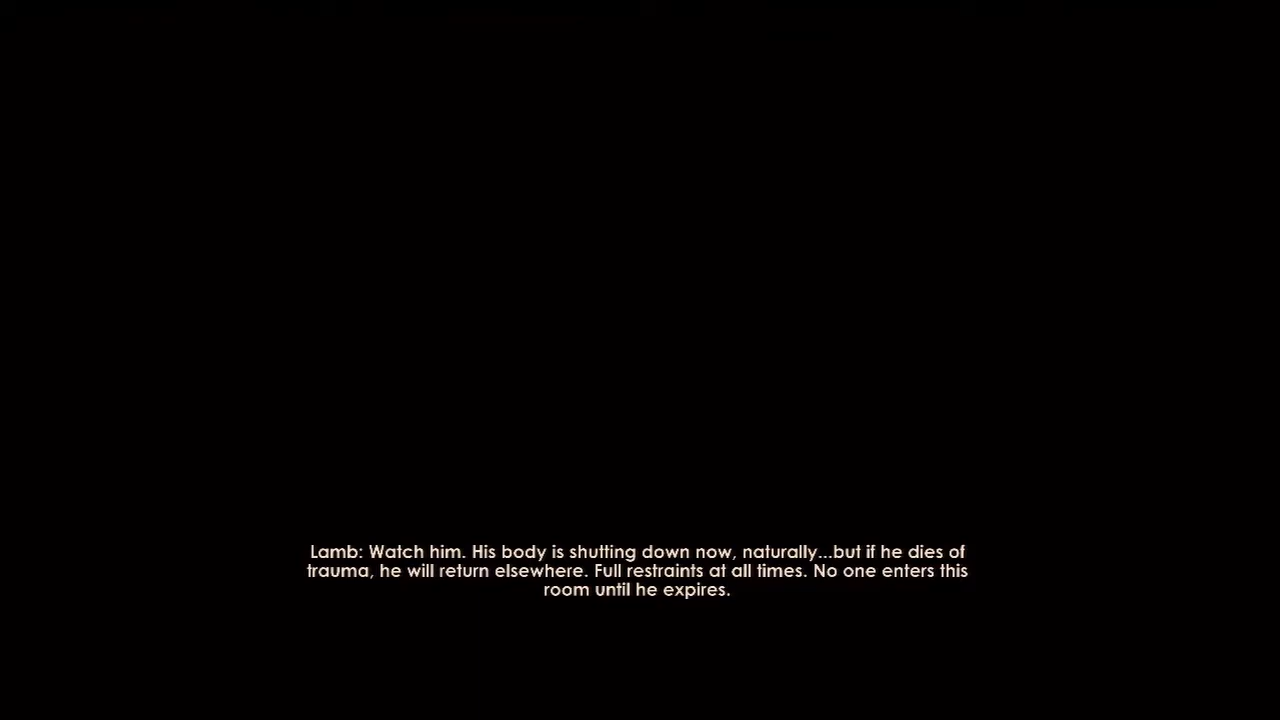 Lamb: Watch him. His body is shutting down now, naturally...but if he dies of
trauma, he will return elsewhere. Full restraints at all times. No one enters this
room until he expires.